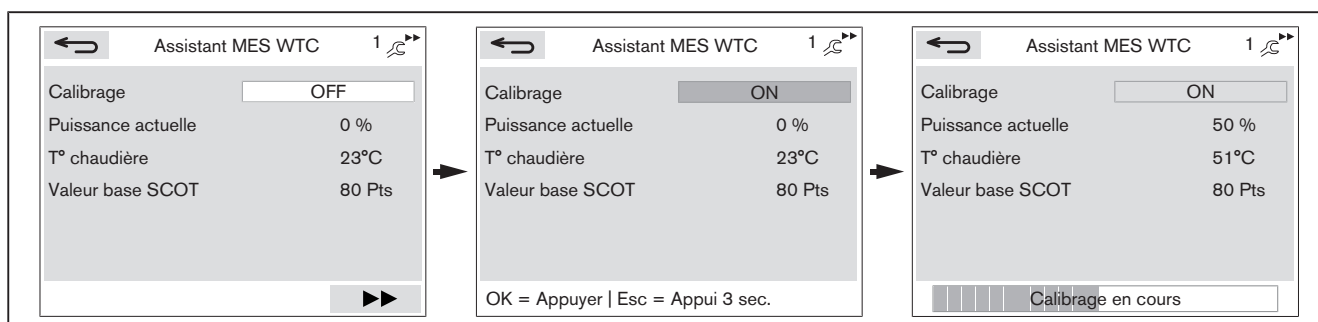 Assistant MES WTC 1
Calibrage OFF
Puissance actuelle 0 %
T° chaudière 23°C
Valeur base SCOT 80 Pts
Assistant MES WTC 1
Calibrage ON
Puissance actuelle 0 %
T° chaudière 23°C
Valeur base SCOT 80 Pts
OK = Appuyer | Esc = Appui 3 sec.
Assistant MES WTC 1
Calibrage ON
Puissance actuelle 50 %
T° chaudière 51°C
Valeur base SCOT 80 Pts
Calibrage en cours